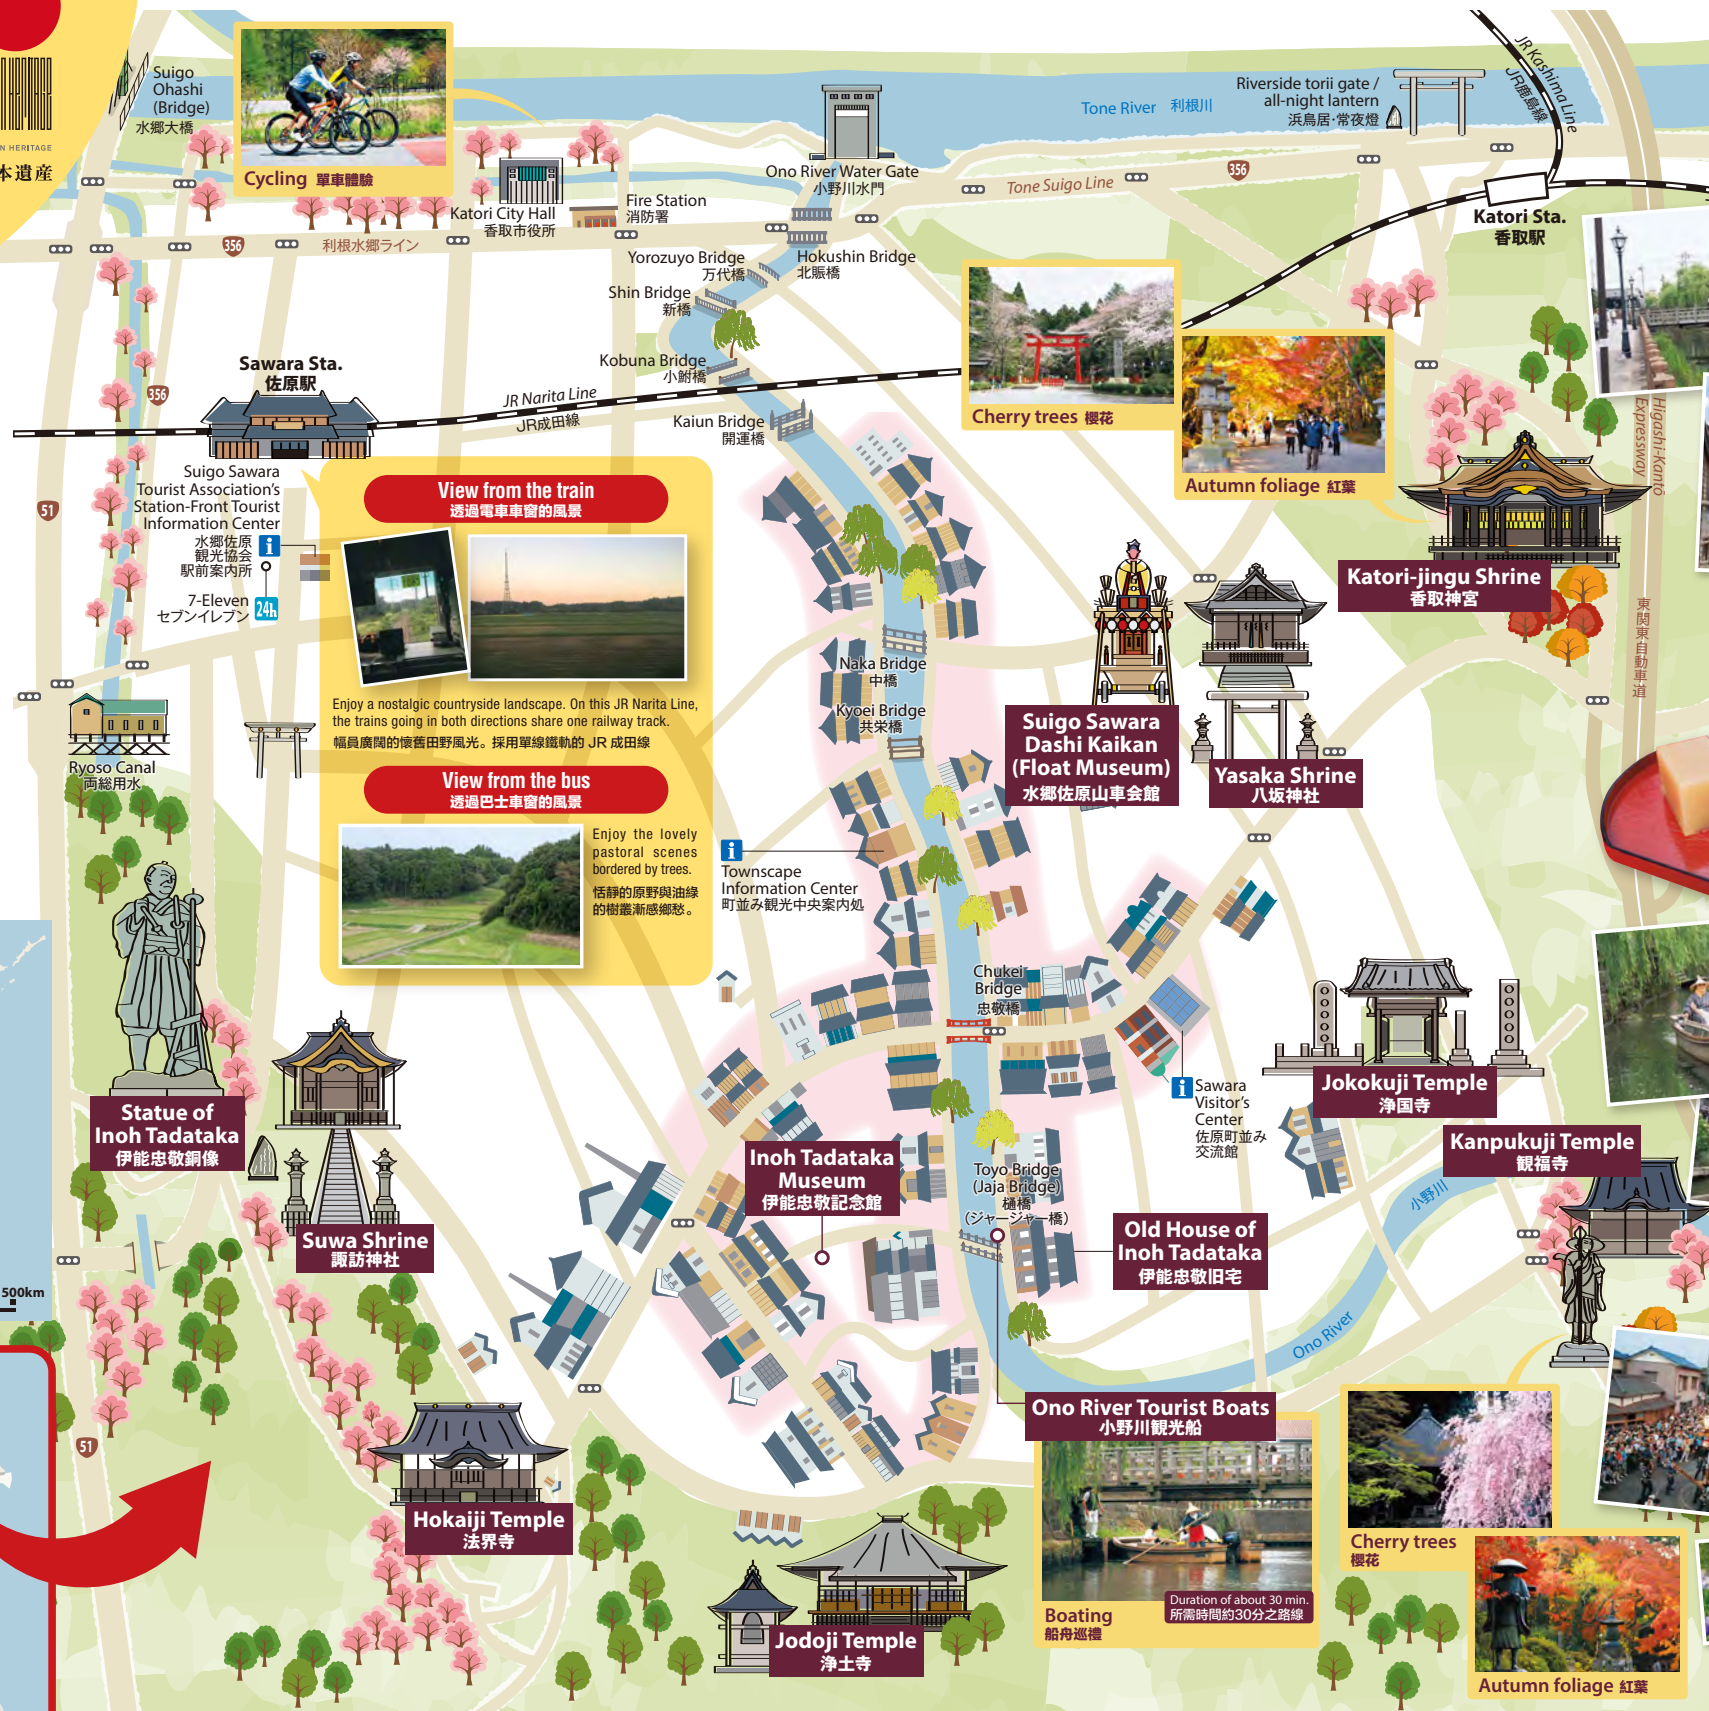 N HERITAGE
本遺産
Suigo
Ohashi
(Bridge)
水郷大橋
Cycling 單車體驗
Katori City Hall
香取市役所
Fire Station
消防署
Ono River Water Gate
小野川水門
Tone River 利根川
Riverside torii gate /
all-night lantern
浜鳥居・常夜燈
JR Kashima Line
JR鹿島線
356
Tone Suigo Line
Katori Sta.
香取駅
356
利根水郷ライン
Yorozuyo Bridge
万代橋
Hokushin Bridge
北賑橋
Shin Bridge
新橋
Kobuna Bridge
小鮒橋
Kaiun Bridge
開運橋
Sawara Sta.
佐原駅
356
JR Narita Line
JR成田線
Cherry trees 櫻花
Autumn foliage 紅葉
Higashi-Kantō
Expressway
東関東自動車道
Katori-jingu Shrine
香取神宮
51
Suigo Sawara
Tourist Association's
Station-Front Tourist
Information Center
水郷佐原
観光協会
駅前案内所
i
7-Eleven
セブンイレブン
24h
View from the train
透過電車車窓的風景
Enjoy a nostalgic countryside landscape. On this JR Narita Line,
the trains going in both directions share one railway track.
幅員廣闊的懷舊田野風光。採用單線鐵軌的 JR 成田線
View from the bus
透過巴士車窓的風景
Enjoy the lovely
pastoral scenes
bordered by trees.
恬靜的原野與油綠
的樹叢漸感鄉愁。
Naka Bridge
中橋
Kyoei Bridge
共栄橋
Suigo Sawara
Dashi Kaikan
(Float Museum)
水郷佐原山車会館
Yasaka Shrine
八坂神社
Ryoso Canal
両総用水
i
Townscape
Information Center
町並み観光中央案内処
Chukei
Bridge
忠敬橋
i
Sawara
Visitor's
Center
佐原町並み
交流館
Jokokuji Temple
浄国寺
Kanpukuji Temple
観福寺
Statue of
Inoh Tadataka
伊能忠敬銅像
Suwa Shrine
諏訪神社
Inoh Tadataka
Museum
伊能忠敬記念館
Toyo Bridge
(Jaja Bridge)
樋橋
（ジャージャー橋）
Old House of
Inoh Tadataka
伊能忠敬旧宅
小野川
Ono River
500km
51
Ono River Tourist Boats
小野川観光船
Boating
船舟巡禮
Duration of about 30 min.
所需時間約30分之路線
Hokaiji Temple
法界寺
Jodoji Temple
浄土寺
Cherry trees
櫻花
Autumn foliage 紅葉